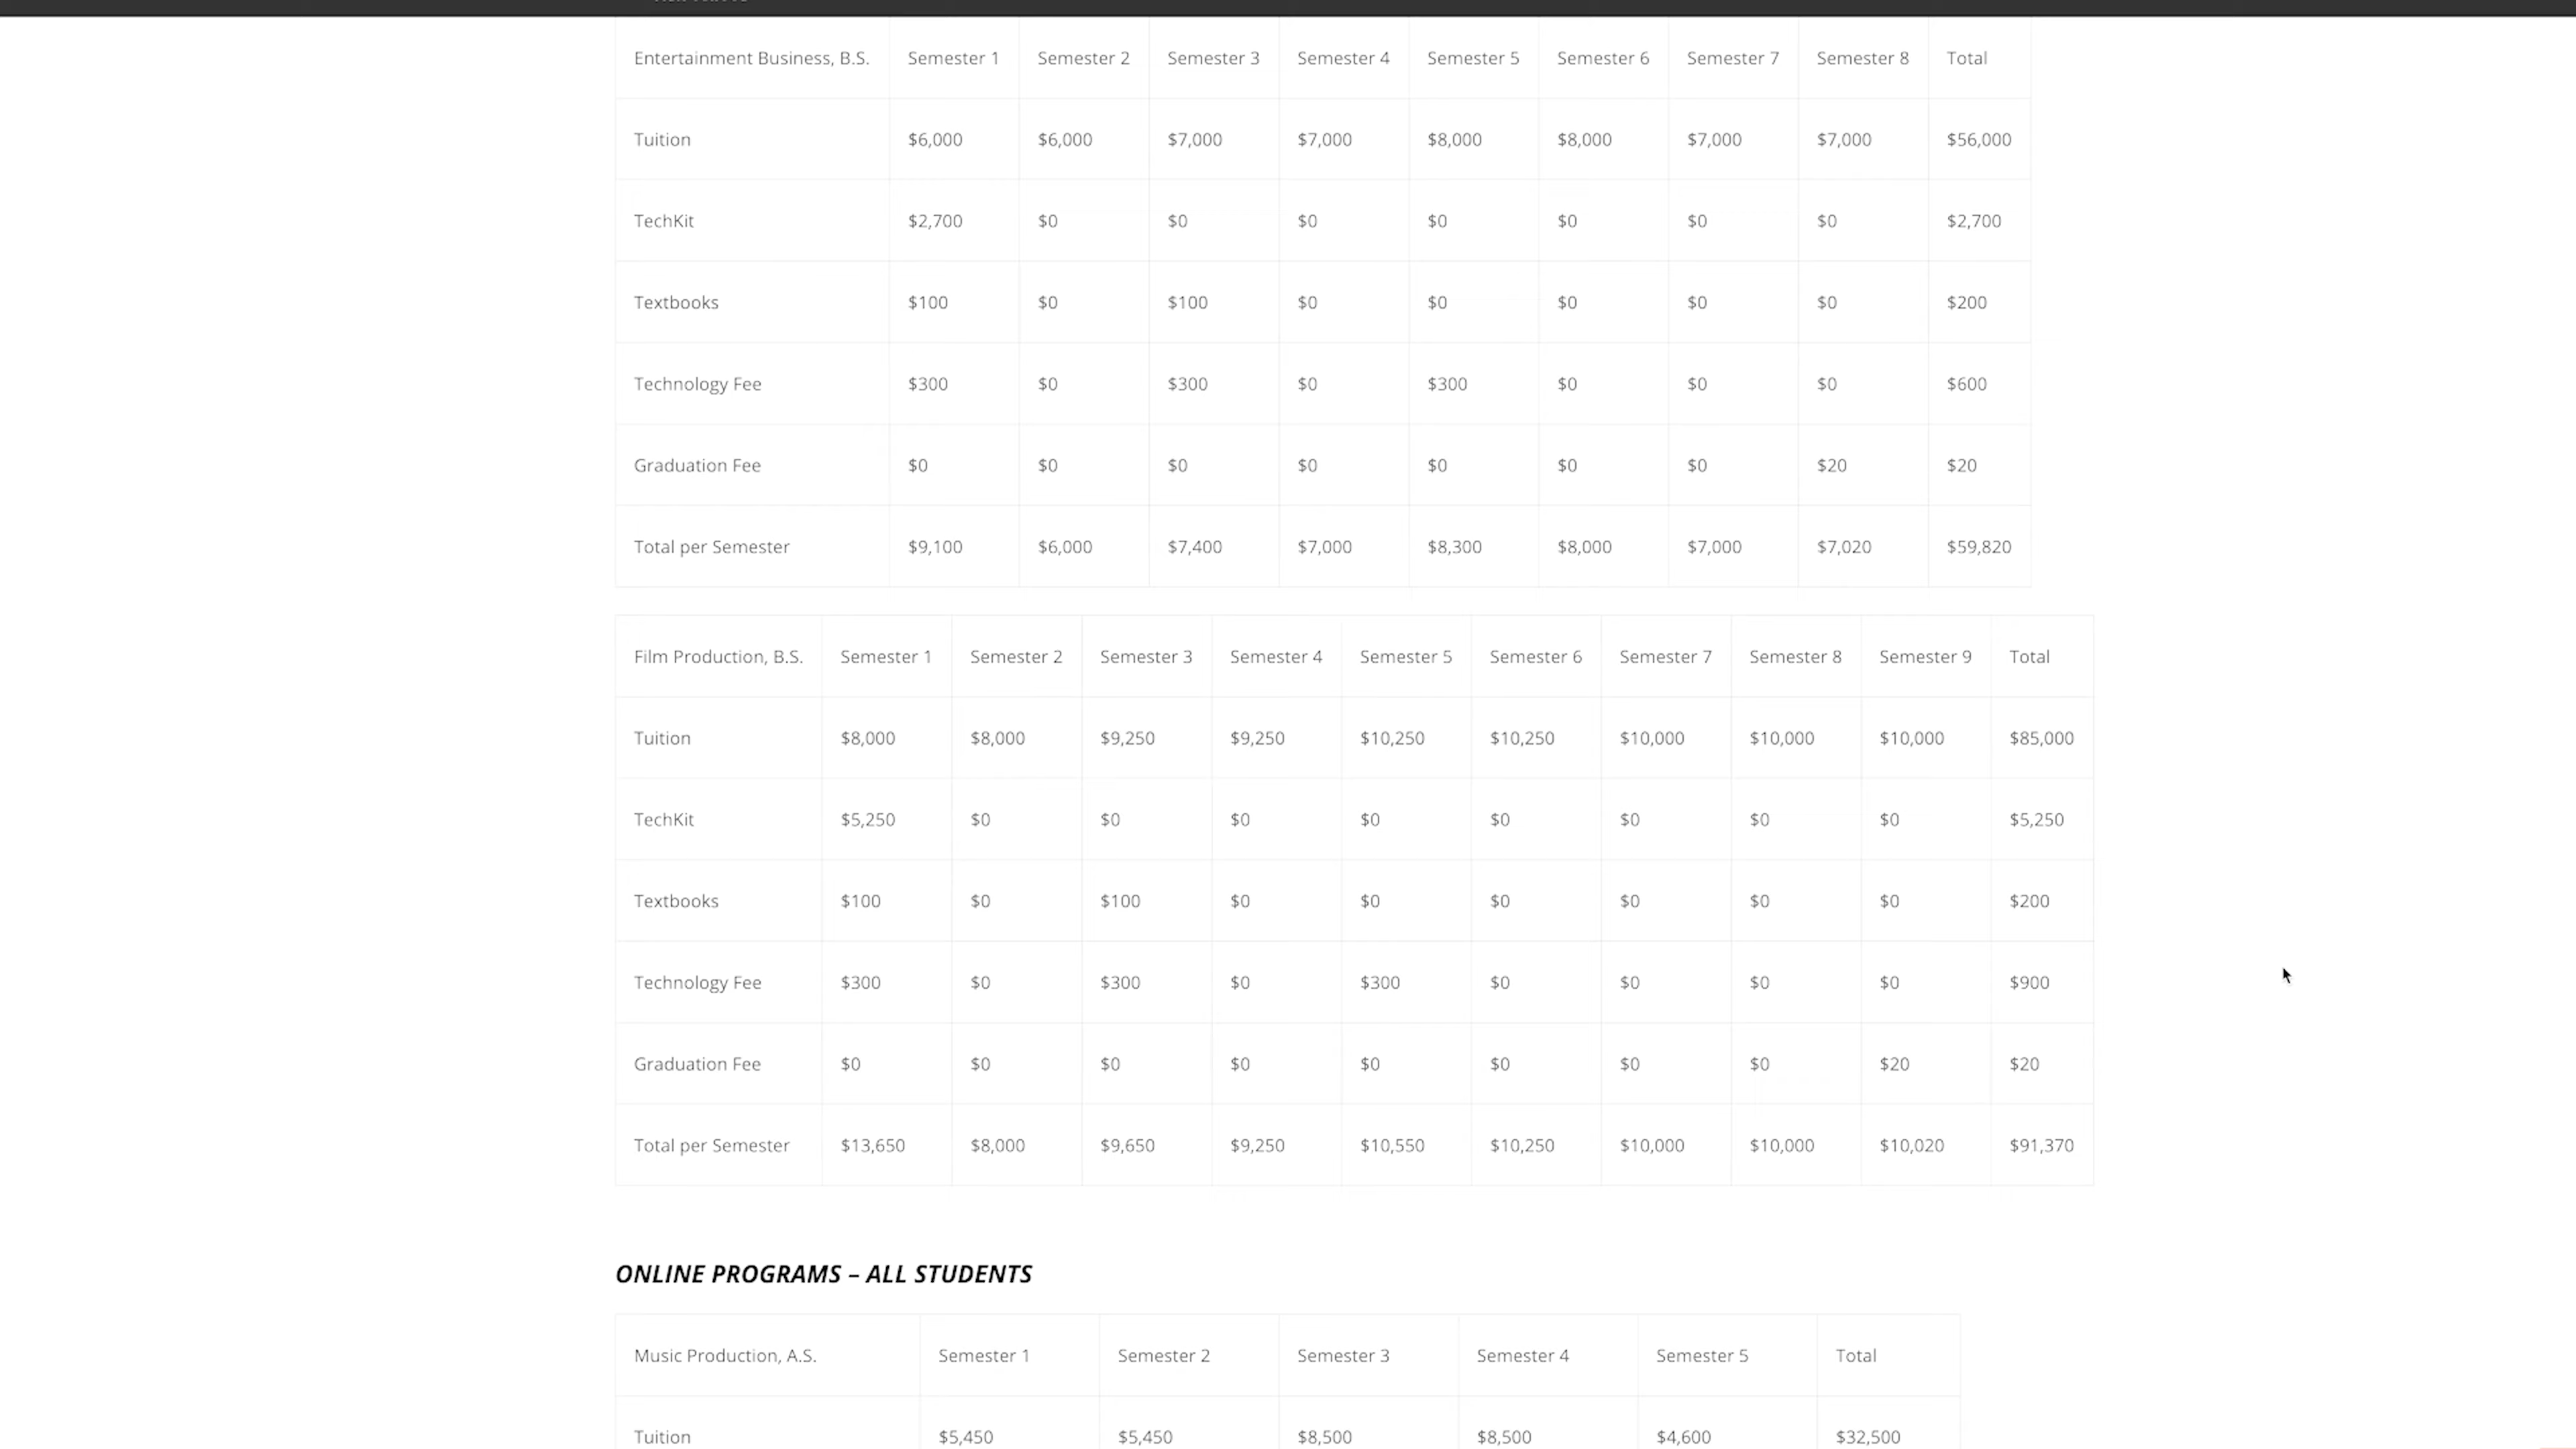 Entertainment Business, B.S. Semester 1 Semester 2 Semester 3 Semester 4 Semester 5 Semester 6 Semester 7 Semester 8 Total
Tuition $6,000 $6,000 $7,000 $7,000 $8,000 $8,000 $7,000 $7,000 $56,000
TechKit $2,700 $0 $0 $0 $0 $0 $0 $0 $2,700
Textbooks $100 $0 $100 $0 $0 $0 $0 $0 $200
Technology Fee $300 $0 $300 $0 $300 $0 $0 $0 $600
Graduation Fee $0 $0 $0 $0 $0 $0 $0 $20 $20
Total per Semester $9,100 $6,000 $7,400 $7,000 $8,300 $8,000 $7,000 $7,020 $59,820
Film Production, B.S. Semester 1 Semester 2 Semester 3 Semester 4 Semester 5 Semester 6 Semester 7 Semester 8 Semester 9 Total
Tuition $8,000 $8,000 $9,250 $9,250 $10,250 $10,250 $10,000 $10,000 $10,000 $85,000
TechKit $5,250 $0 $0 $0 $0 $0 $0 $0 $0 $5,250
Textbooks $100 $0 $100 $0 $0 $0 $0 $0 $0 $200
Technology Fee $300 $0 $300 $0 $300 $0 $0 $0 $0 $900
Graduation Fee $0 $0 $0 $0 $0 $0 $0 $0 $20 $20
Total per Semester $13,650 $8,000 $9,650 $9,250 $10,550 $10,250 $10,000 $10,000 $10,020 $91,370
ONLINE PROGRAMS – ALL STUDENTS
Music Production, A.S. Semester 1 Semester 2 Semester 3 Semester 4 Semester 5 Total
Tuition $5,450 $5,450 $8,500 $8,500 $4,600 $32,500